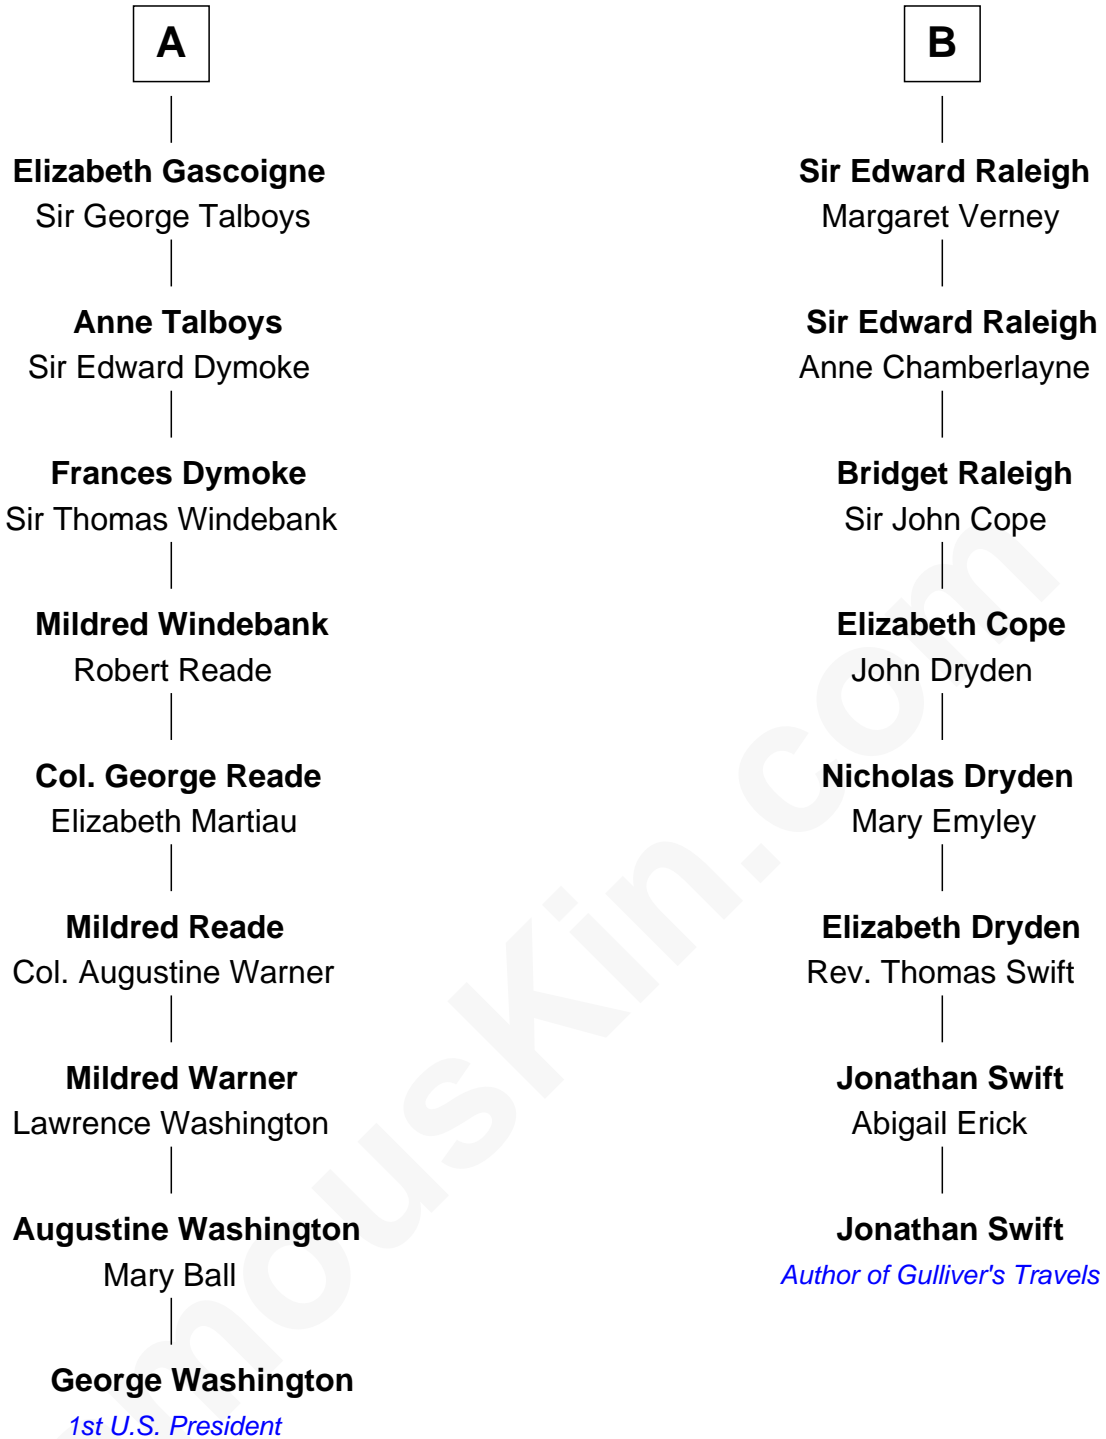 A
Elizabeth Gascoigne
Sir George Talboys
Anne Talboys
Sir Edward Dymoke
Frances Dymoke
Sir Thomas Windebank
Mildred Windebank
Robert Reade
Col. George Reade
Elizabeth Martiau
Mildred Reade
Col. Augustine Warner
Mildred Warner
Lawrence Washington
Augustine Washington
Mary Ball
George Washington
1st U.S. President
B
Sir Edward Raleigh
Margaret Verney
Sir Edward Raleigh
Anne Chamberlayne
Bridget Raleigh
Sir John Cope
Elizabeth Cope
John Dryden
Nicholas Dryden
Mary Emyley
Elizabeth Dryden
Rev. Thomas Swift
Jonathan Swift
Abigail Erick
Jonathan Swift
Author of Gulliver's Travels
mouskin.com